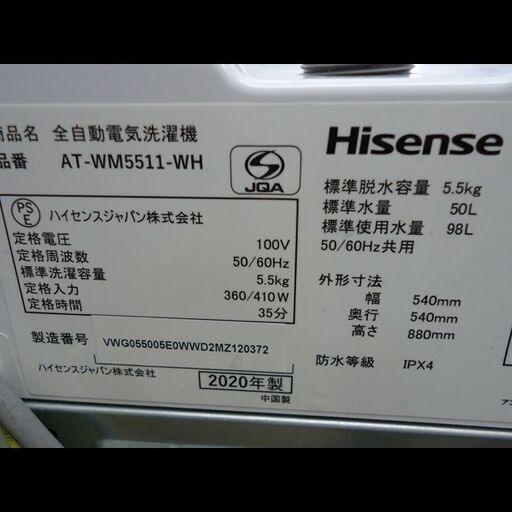 商品名 全自動電気洗濯機
品番 AT-WM5511-WH
JQA
Hisense
PS
E
ハイセンスジャパン株式会社
定格電圧 100V
定格周波数 50/60Hz
標準洗濯容量 5.5kg
定格入力 360/410W
定格時間 35分
製造番号 VWG055005E0WWD2MZ120372
ハイセンスジャパン株式会社
2020年製
中国製
標準脱水容量 5.5kg
標準水量 50L
標準使用水量 98L
50/60Hz共用
外形寸法
幅 540mm
奥行 540mm
高さ 880mm
防水等級 IPX4